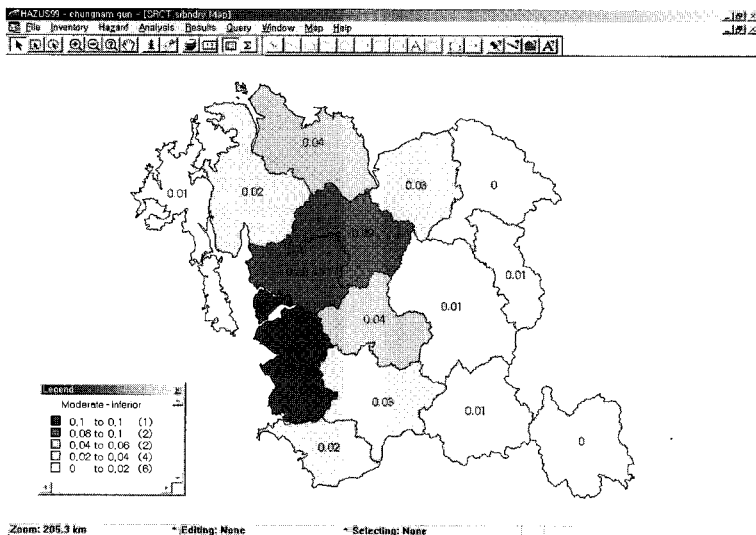 HAZUS99 - chungnam gun - [SRCT srbndry Map]
File Inventory Hazard Analysis Results Query Window Map Help
0.04
0.01
0.02
0.03
0
0.01
0.01
0.04
0.03
0.01
0.02
0
Legend
Moderate - inferior
0.1 to 0.1 (1)
0.06 to 0.1 (2)
0.04 to 0.06 (2)
0.02 to 0.04 (4)
0 to 0.02 (6)
Zoom: 205.3 km Editing: None Selecting: None